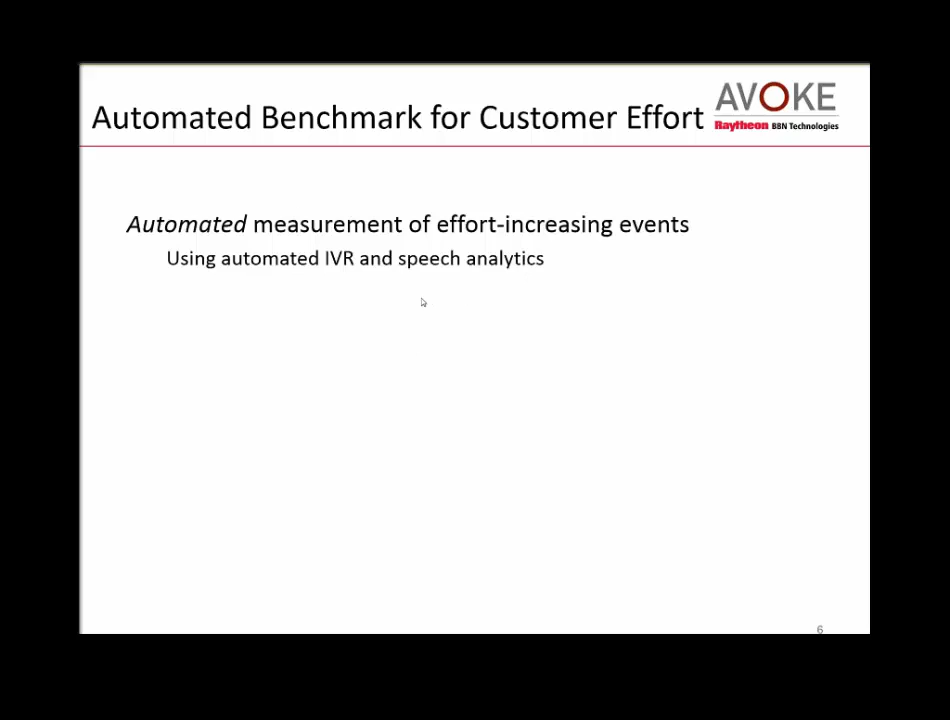 Automated Benchmark for Customer Effort
AVOKE
Raytheon BBN Technologies
Automated measurement of effort-increasing events
Using automated IVR and speech analytics
6